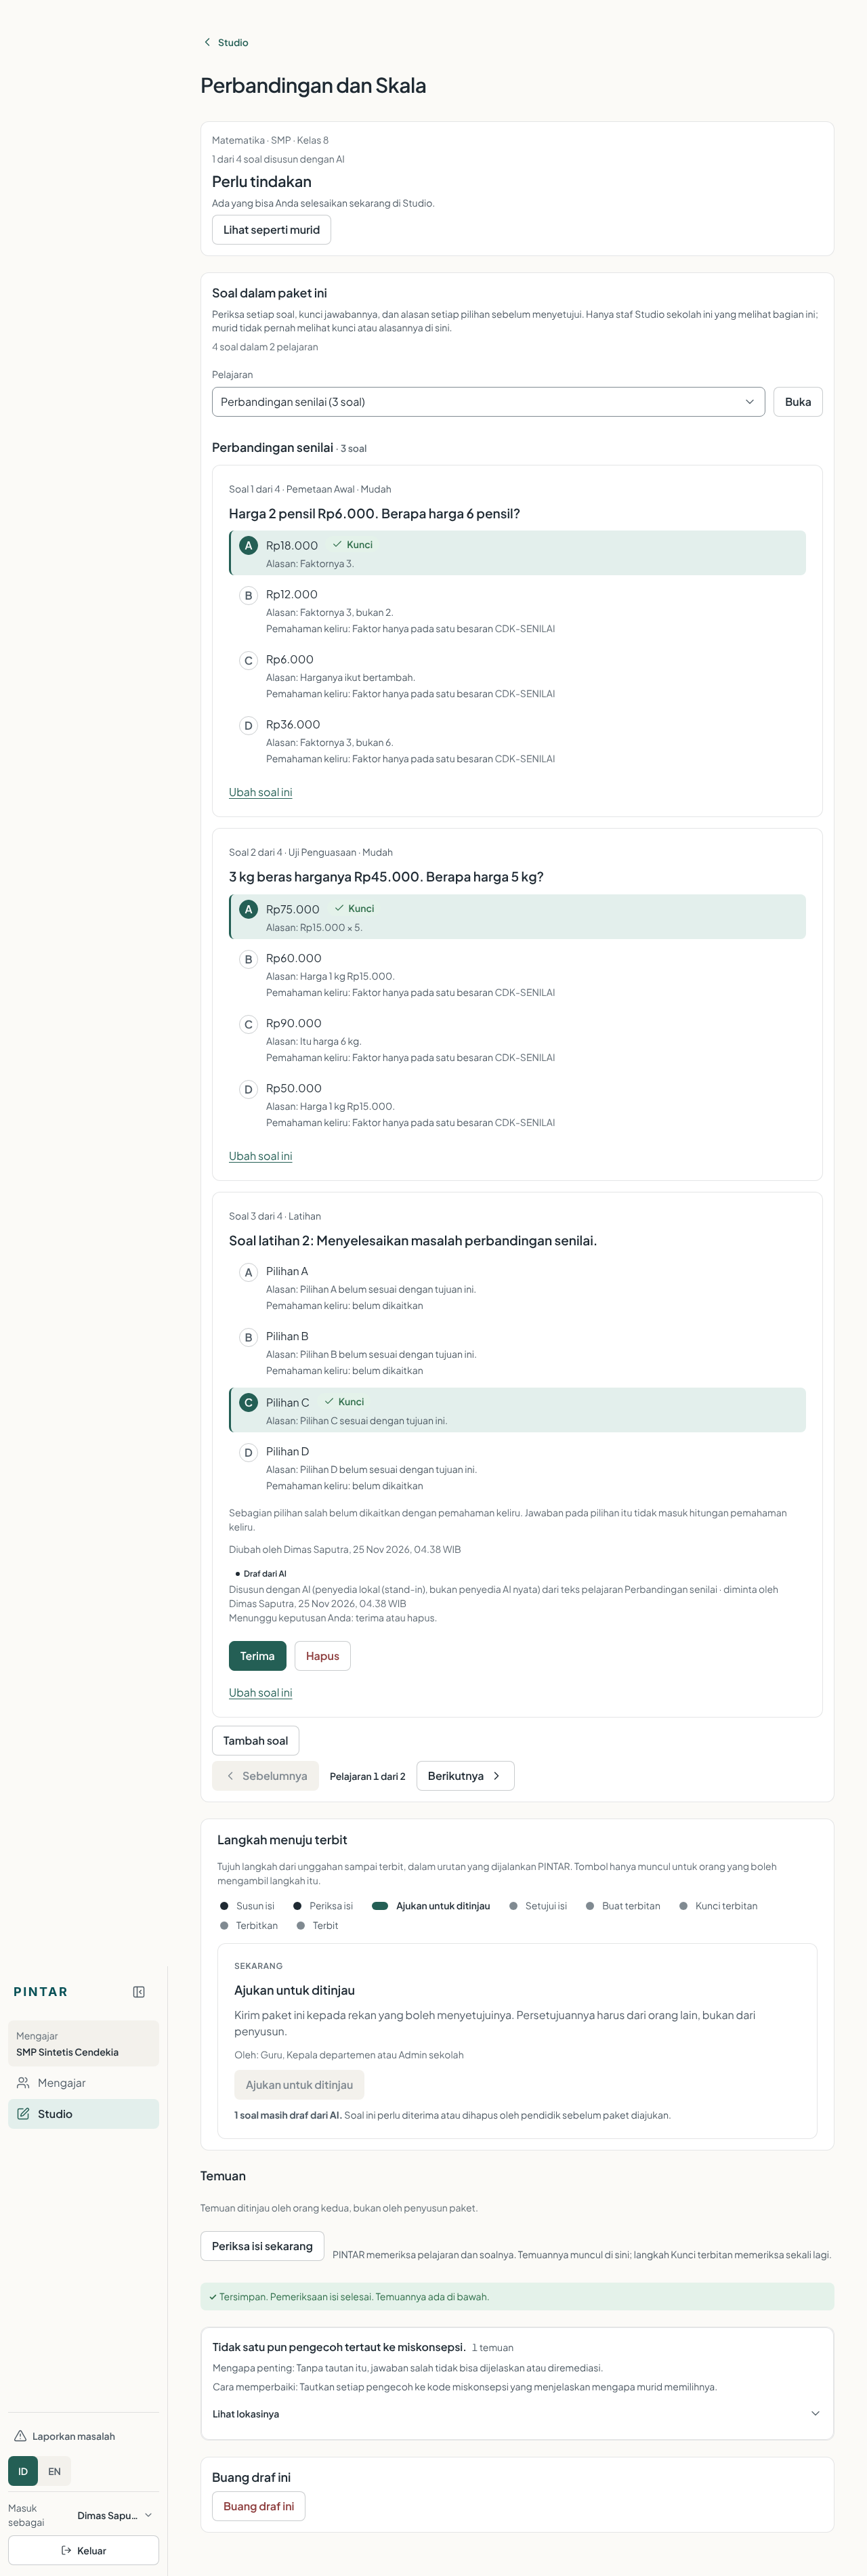 Studio
Perbandingan dan Skala
Matematika · SMP · Kelas 8
1 dari 4 soal disusun dengan AI
Perlu tindakan
Ada yang bisa Anda selesaikan sekarang di Studio.
Lihat seperti murid
Soal dalam paket ini
Periksa setiap soal, kunci jawabannya, dan alasan setiap pilihan sebelum menyetujui. Hanya staf Studio sekolah ini yang melihat bagian ini;
murid tidak pernah melihat kunci atau alasannya di sini.
4 soal dalam 2 pelajaran
Pelajaran
Perbandingan senilai (3 soal)
Buka
Perbandingan senilai · 3 soal
Soal 1 dari 4 · Pemetaan Awal · Mudah
Harga 2 pensil Rp6.000. Berapa harga 6 pensil?
A Rp18.000 Kunci
Alasan: Faktornya 3.
B Rp12.000
Alasan: Faktornya 3, bukan 2.
Pemahaman keliru: Faktor hanya pada satu besaran CDK-SENILAI
C Rp6.000
Alasan: Harganya ikut bertambah.
Pemahaman keliru: Faktor hanya pada satu besaran CDK-SENILAI
D Rp36.000
Alasan: Faktornya 3, bukan 6.
Pemahaman keliru: Faktor hanya pada satu besaran CDK-SENILAI
Ubah soal ini
Soal 2 dari 4 · Uji Penguasaan · Mudah
3 kg beras harganya Rp45.000. Berapa harga 5 kg?
A Rp75.000 Kunci
Alasan: Rp15.000 × 5.
B Rp60.000
Alasan: Harga 1 kg Rp15.000.
Pemahaman keliru: Faktor hanya pada satu besaran CDK-SENILAI
C Rp90.000
Alasan: Itu harga 6 kg.
Pemahaman keliru: Faktor hanya pada satu besaran CDK-SENILAI
D Rp50.000
Alasan: Harga 1 kg Rp15.000.
Pemahaman keliru: Faktor hanya pada satu besaran CDK-SENILAI
Ubah soal ini
Soal 3 dari 4 · Latihan
Soal latihan 2: Menyelesaikan masalah perbandingan senilai.
A Pilihan A
Alasan: Pilihan A belum sesuai dengan tujuan ini.
Pemahaman keliru: belum dikaitkan
B Pilihan B
Alasan: Pilihan B belum sesuai dengan tujuan ini.
Pemahaman keliru: belum dikaitkan
C Pilihan C Kunci
Alasan: Pilihan C sesuai dengan tujuan ini.
D Pilihan D
Alasan: Pilihan D belum sesuai dengan tujuan ini.
Pemahaman keliru: belum dikaitkan
Sebagian pilihan salah belum dikaitkan dengan pemahaman keliru. Jawaban pada pilihan itu tidak masuk hitungan pemahaman
keliru.
Diubah oleh Dimas Saputra, 25 Nov 2026, 04.38 WIB
Draf dari AI
Disusun dengan AI (penyedia lokal (stand-in), bukan penyedia AI nyata) dari teks pelajaran Perbandingan senilai · diminta oleh
Dimas Saputra, 25 Nov 2026, 04.38 WIB
Menunggu keputusan Anda: terima atau hapus.
Terima Hapus
Ubah soal ini
Tambah soal
Sebelumnya Pelajaran 1 dari 2 Berikutnya
Langkah menuju terbit
Tujuh langkah dari unggahan sampai terbit, dalam urutan yang dijalankan PINTAR. Tombol hanya muncul untuk orang yang boleh
mengambil langkah itu.
Susun isi Periksa isi Ajukan untuk ditinjau Setujui isi Buat terbitan Kunci terbitan
Terbitkan Terbit
SEKARANG
Ajukan untuk ditinjau
Kirim paket ini kepada rekan yang boleh menyetujuinya. Persetujuannya harus dari orang lain, bukan dari
penyusun.
Oleh: Guru, Kepala departemen atau Admin sekolah
Ajukan untuk ditinjau
1 soal masih draf dari AI. Soal ini perlu diterima atau dihapus oleh pendidik sebelum paket diajukan.
Temuan
Temuan ditinjau oleh orang kedua, bukan oleh penyusun paket.
Periksa isi sekarang
PINTAR memeriksa pelajaran dan soalnya. Temuannya muncul di sini; langkah Kunci terbitan memeriksa sekali lagi.
Tersimpan. Pemeriksaan isi selesai. Temuannya ada di bawah.
Tidak satu pun pengecoh tertaut ke miskonsepsi. 1 temuan
Mengapa penting: Tanpa tautan itu, jawaban salah tidak bisa dijelaskan atau diremediasi.
Cara memperbaiki: Tautkan setiap pengecoh ke kode miskonsepsi yang menjelaskan mengapa murid memilihnya.
Lihat lokasinya
Buang draf ini
Buang draf ini
PINTAR
Mengajar
SMP Sintetis Cendekia
Mengajar
Studio
Laporkan masalah
ID EN
Masuk
sebagai
Dimas Sapu...
Keluar